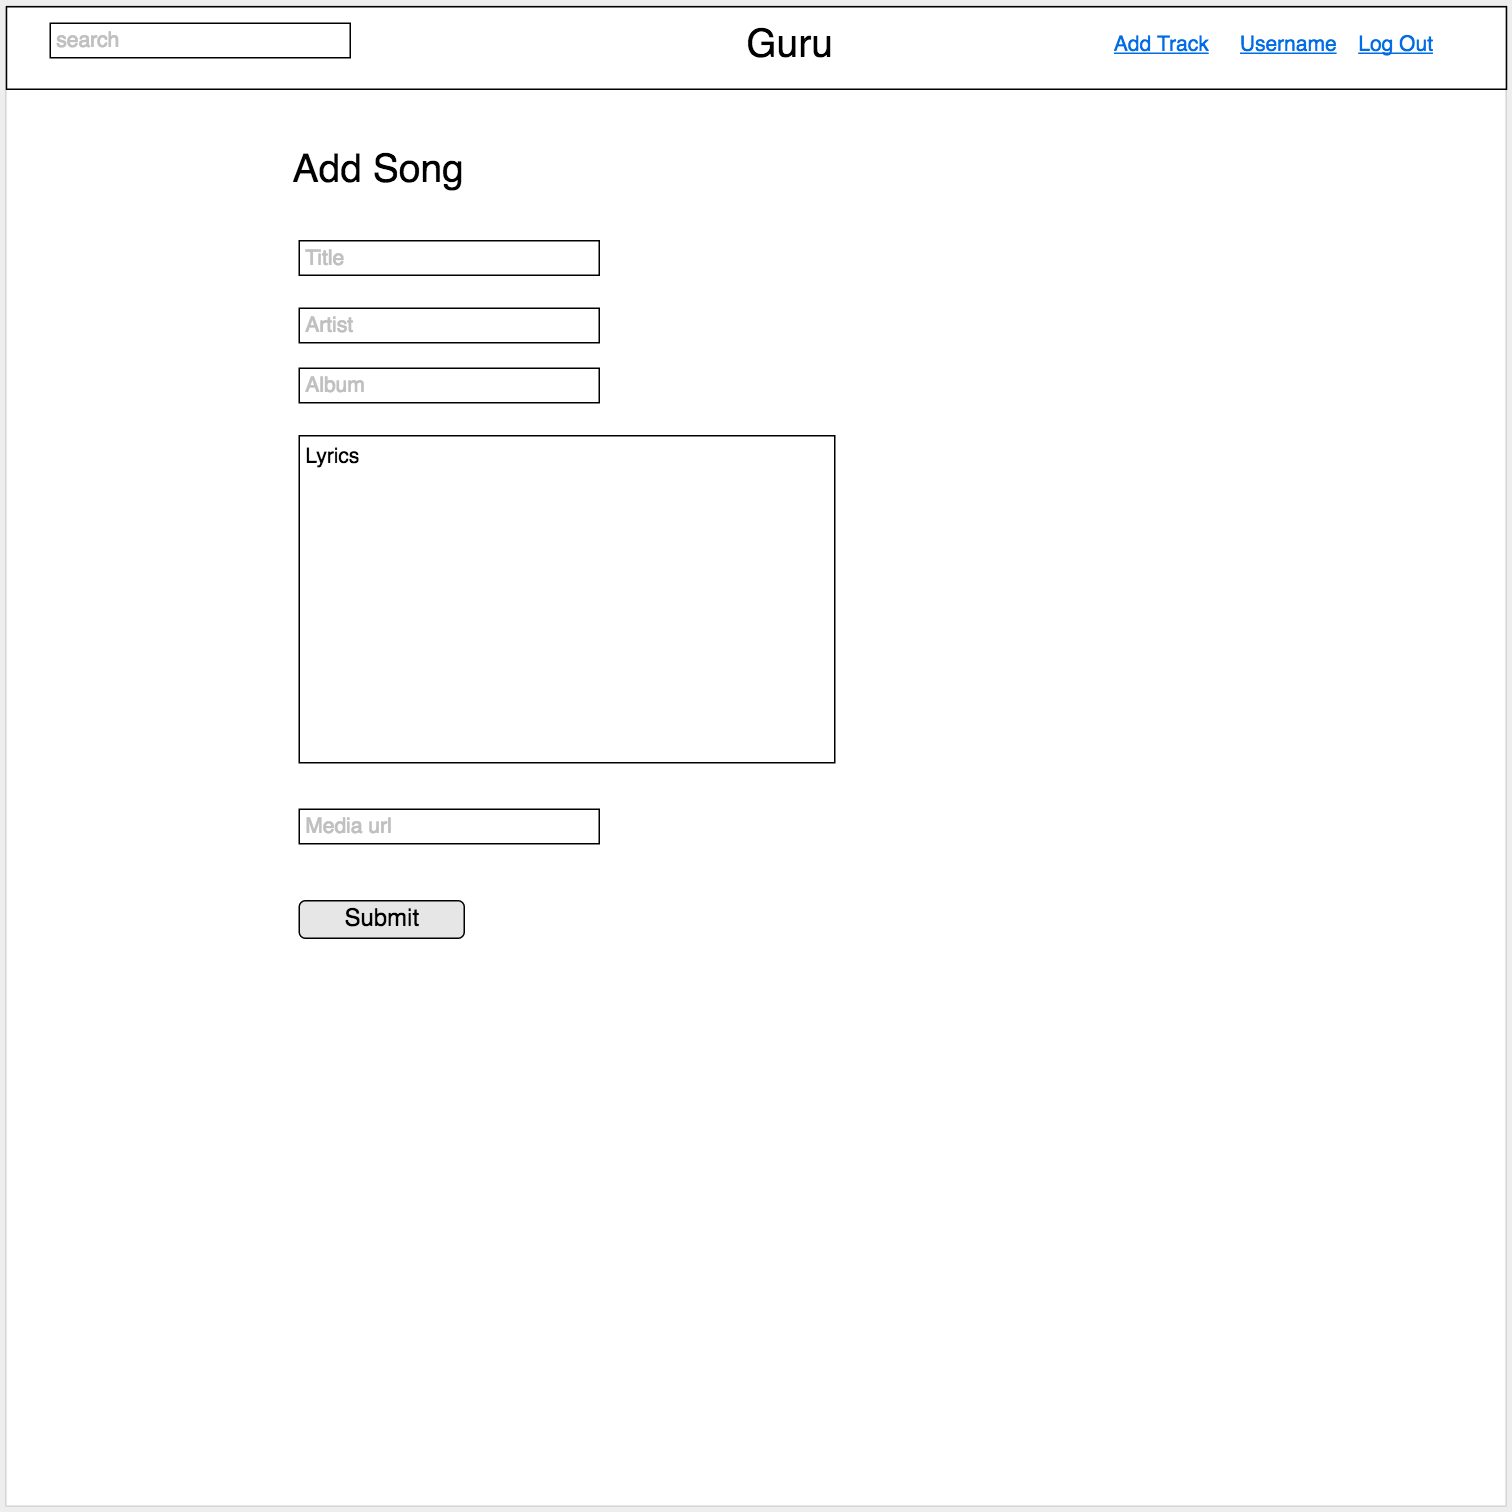 search
Guru
Add Track Username Log Out
Add Song
Title
Artist
Album
Lyrics
Media url
Submit